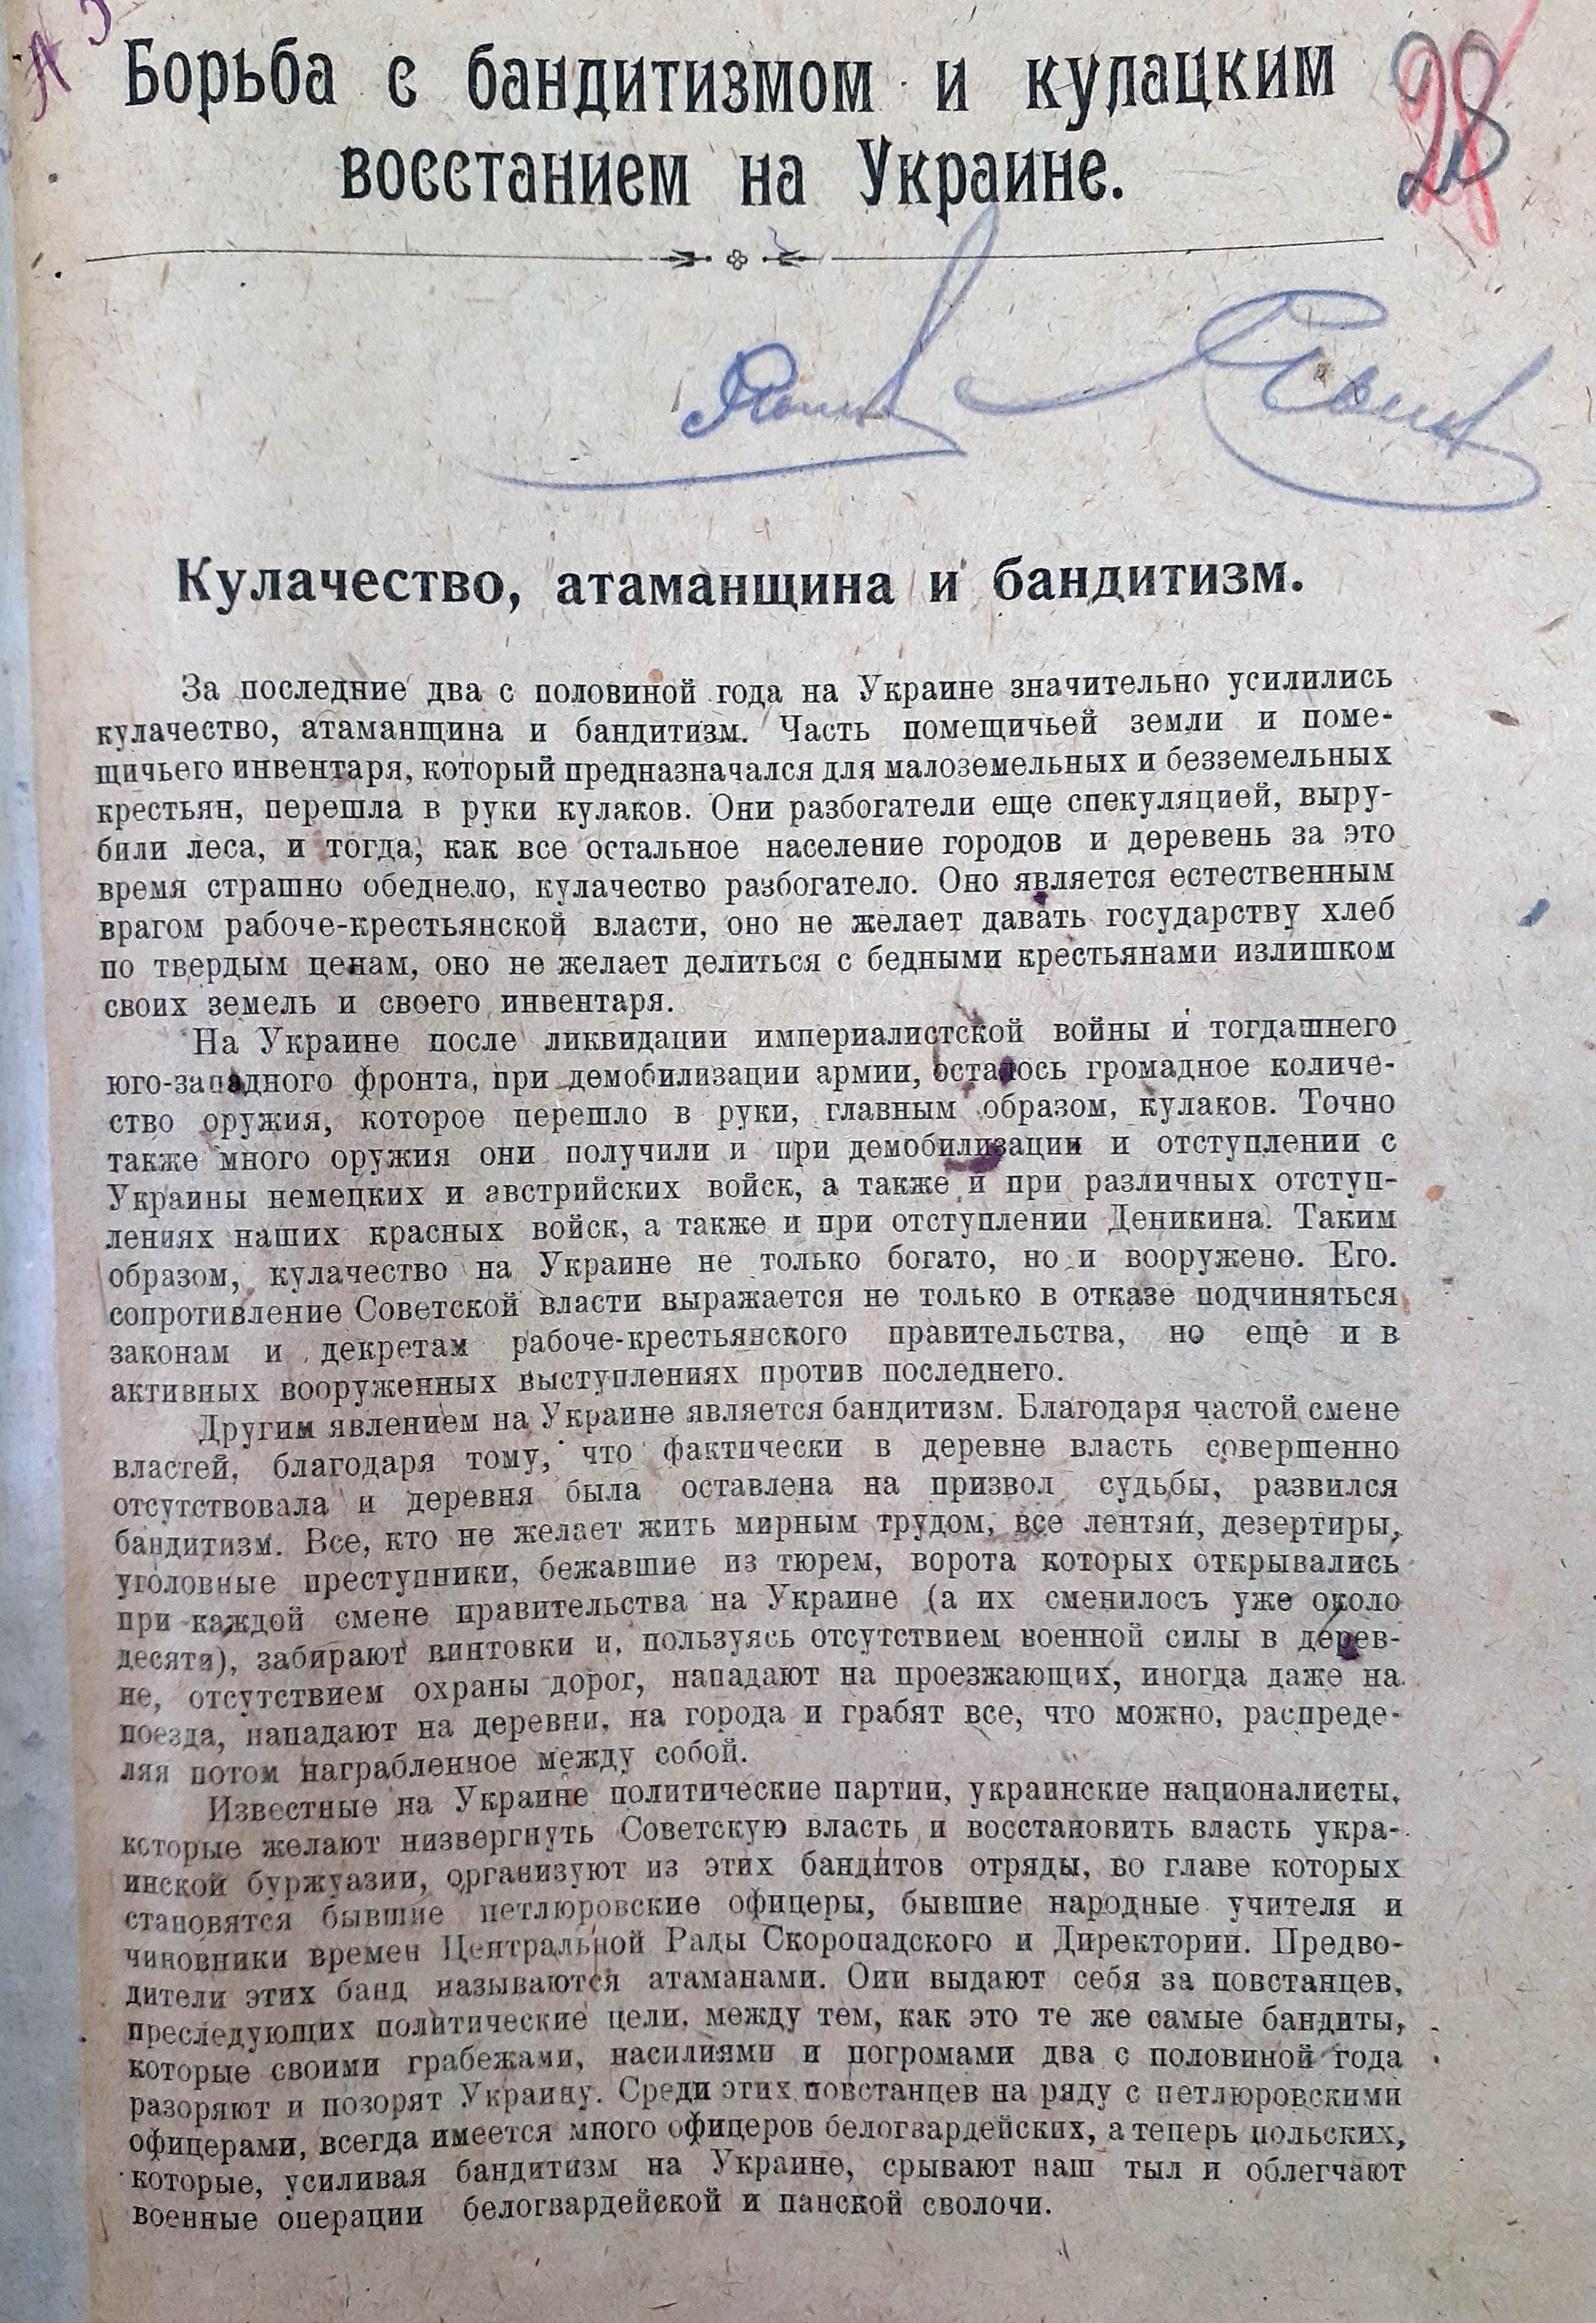 Борьба с бандитизмом и кулацким
28
восстанием на Украине.
Кулачество, атаманщина и бандитизм.
За последние два с половиной года на Украине значительно усилились
кулачество, атаманщина и бандитизм. Часть помещичьей земли и поме-
щичьего инвентаря, который предназначался для малоземельных и безземельных
крестьян, перешла в руки кулаков. Они разбогатели еще спекуляцией, выру-
били леса, и тогда, как все остальное население городов и деревень за это
время страшно обеднело, кулачество разбогатело. Оно является естественным
врагом рабоче-крестьянской власти, оно не желает давать государству хлеб
по твердым ценам, оно не желает делиться с бедными крестьянами излишком
своих земель и своего инвентаря.
На Украине после ликвидации империалистской войны и тогдашнего
юго-западного фронта, при демобилизации армии, осталось громадное количе-
ство оружия, которое перешло в руки, главным образом, кулаков. Точно
также много оружия они получили и при демобилизации и отступлении с
Украины немецких и австрийских войск, а также и при различных отступ-
лениях наших красных войск, а также и при отступлении Деникина. Таким
образом, кулачество на Украине не только богато, но и вооружено. Его
сопротивление Советской власти выражается не только в отказе подчиняться
законам и декретам рабоче-крестьянского правительства, но еще и в
активных вооруженных выступлениях против последнего.
Другим явлением на Украине является бандитизм. Благодаря частой смене
властей, благодаря тому, что фактически в деревне власть совершенно
отсутствовала и деревня была оставлена на призвол судьбы, развился
бандитизм. Все, кто не желает жить мирным трудом, все лентяи, дезертиры,
уголовные преступники, бежавшие из тюрем, ворота которых открывались
при каждой смене правительства на Украине (а их сменилосъ уже около
десяти), забирают винтовки и, пользуясь отсутствием военной силы в дерев-
не, отсутствием охраны дорог, нападают на проезжающих, иногда даже на
поезда, нападают на деревни, на города и грабят все, что можно, распреде-
ляя потом награбленное между собой.
Известные на Украине политические партии, украинские националисты,
которые желают низвергнуть Советскую власть и восстановить власть укра-
инской буржуазии, организуют из этих бандитов отряды, во главе которых
становятся бывшие петлюровские офицеры, бывшие народные учителя и
чиновники времен Центральной Рады Скоропадского и Директории. Предво-
дители этих банд называются атаманами. Они выдают себя за повстанцев,
преследующих политические цели, между тем, как это те же самые бандиты,
которые своими грабежами, насилиями и погромами два с половиной года
разоряют и позорят Украину. Среди этих повстанцев на ряду с петлюровскими
офицерами, всегда имеется много офицеров белогвардейских, а теперь польских,
которые, усиливая бандитизм на Украине, срывают наш тыл и облегчают
военные операции белогвардейской и панской сволочи.